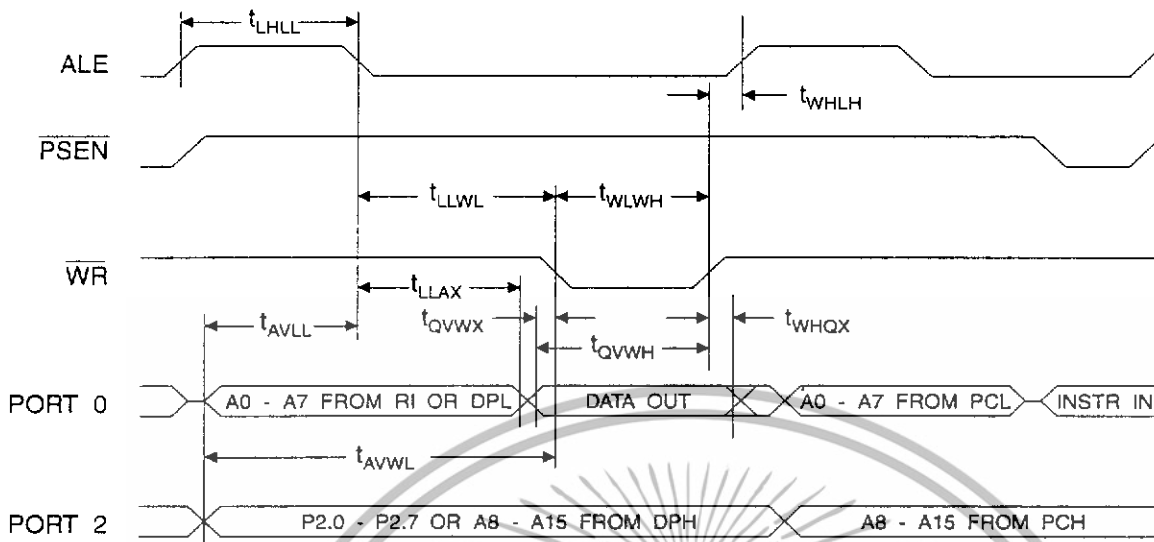 tLHLL
ALE
tWHLH
PSEN
tLLWL
tWLWH
WR
tLLAX
tAVLL
tQVWX
tWHQX
tQVWH
PORT 0
A0 - A7 FROM RI OR DPL
DATA OUT
A0 - A7 FROM PCL
INSTR IN
tAVWL
PORT 2
P2.0 - P2.7 OR A8 - A15 FROM DPH
A8 - A15 FROM PCH